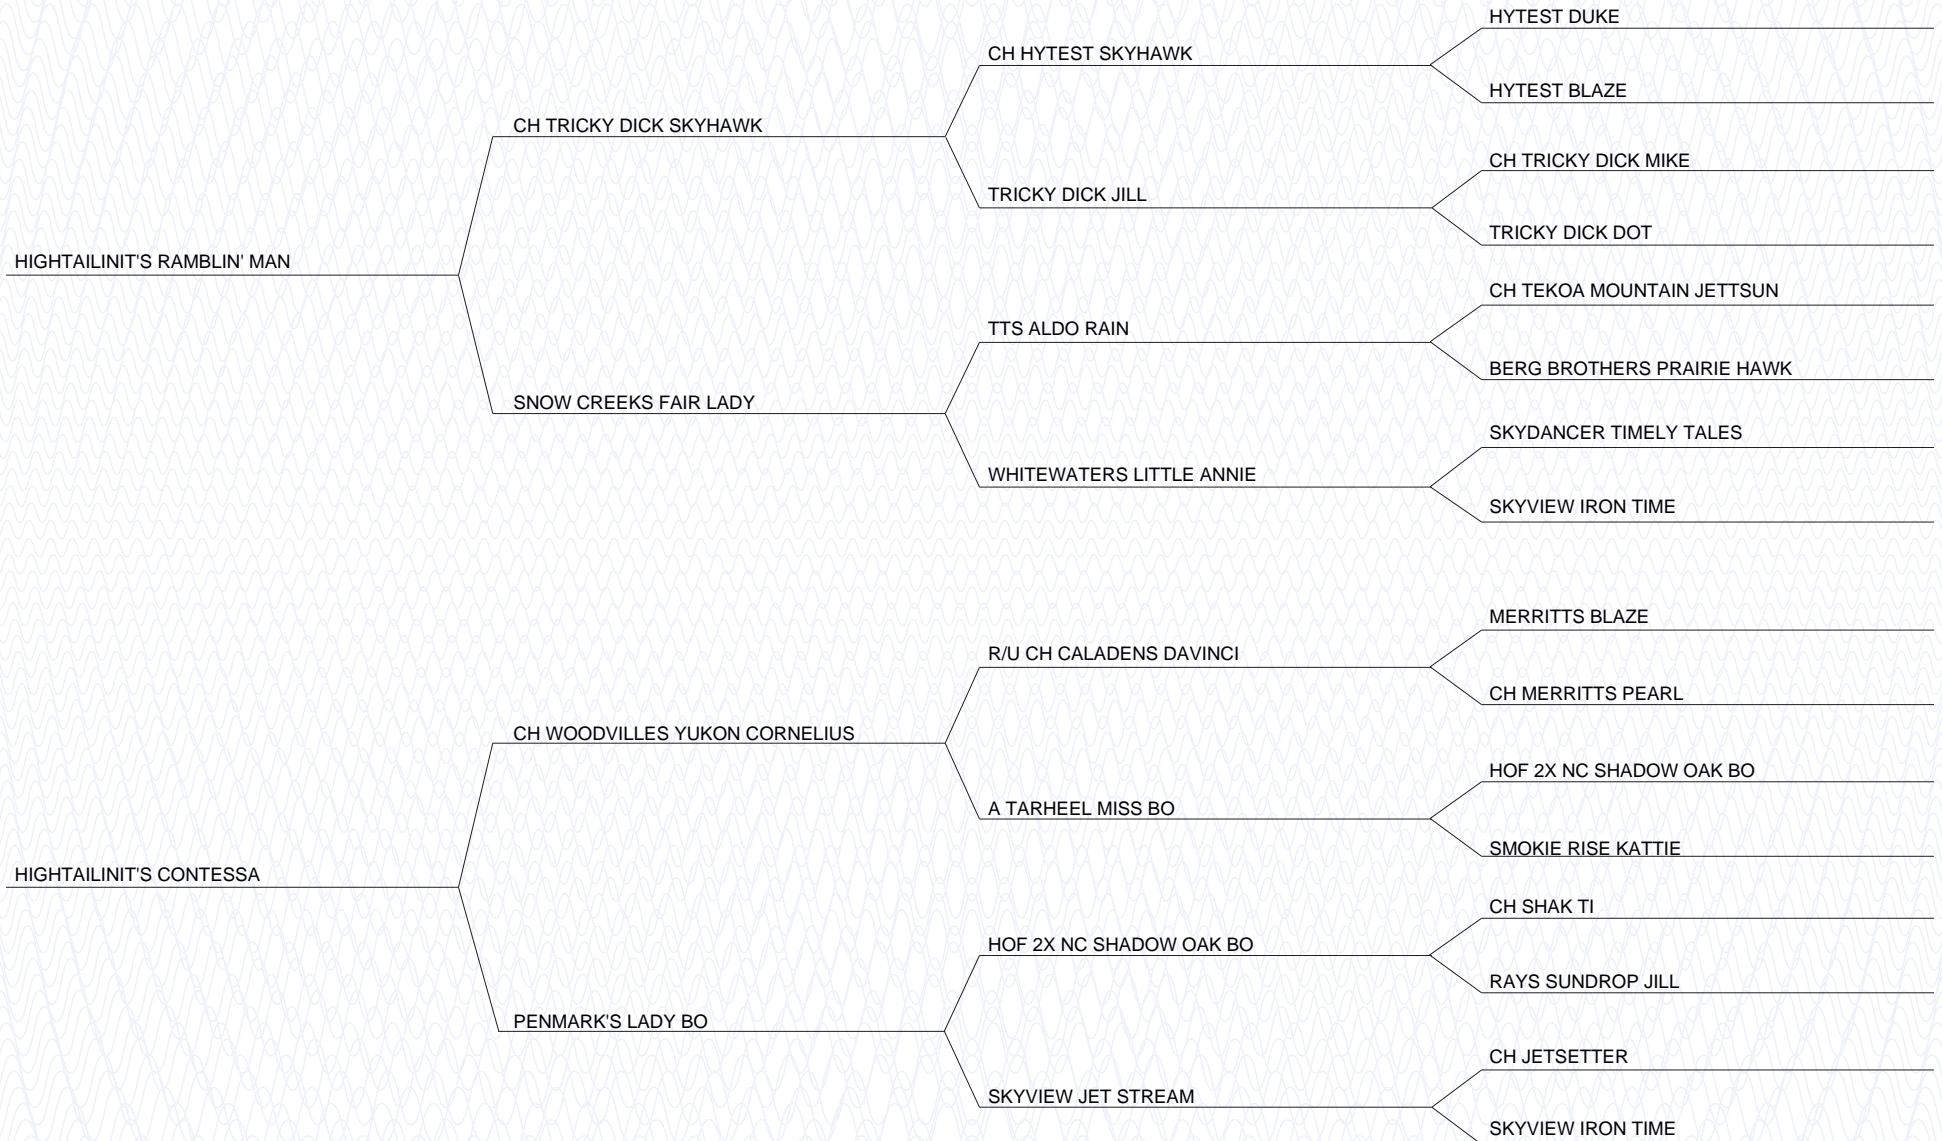 HYTEST DUKE
CH HYTEST SKYHAWK
HYTEST BLAZE
CH TRICKY DICK SKYHAWK
CH TRICKY DICK MIKE
TRICKY DICK JILL
TRICKY DICK DOT
HIGHTAILINIT'S RAMBLIN' MAN
CH TEKOA MOUNTAIN JETTSUN
TTS ALDO RAIN
BERG BROTHERS PRAIRIE HAWK
SNOW CREEKS FAIR LADY
SKYDANCER TIMELY TALES
WHITEWATERS LITTLE ANNIE
SKYVIEW IRON TIME
MERRITTS BLAZE
R/U CH CALADENS DAVINCI
CH MERRITTS PEARL
CH WOODVILLES YUKON CORNELIUS
HOF 2X NC SHADOW OAK BO
A TARHEEL MISS BO
SMOKIE RISE KATTIE
HIGHTAILINIT'S CONTESSA
CH SHAK TI
HOF 2X NC SHADOW OAK BO
RAYS SUNDROP JILL
PENMARK'S LADY BO
CH JETSETTER
SKYVIEW JET STREAM
SKYVIEW IRON TIME